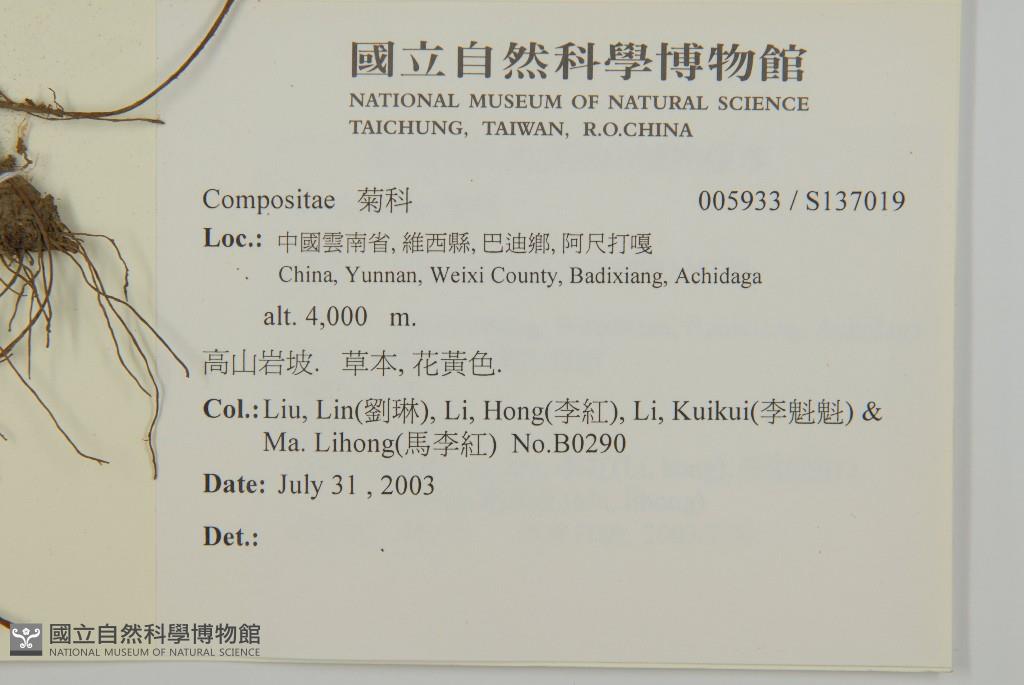 國立自然科學博物館
NATIONAL MUSEUM OF NATURAL SCIENCE
TAICHUNG, TAIWAN, R.O.CHINA
Compositae 菊科 005933 / S137019
Loc.: 中國雲南省, 維西縣, 巴迪鄉, 阿尺打嘎
China, Yunnan, Weixi County, Badixiang, Achidaga
alt. 4,000 m.
高山岩坡. 草本, 花黃色.
Col.: Liu, Lin(劉琳), Li, Hong(李紅), Li, Kuikui(李魁魁) &
Ma. Lihong(馬李紅) No.B0290
Date: July 31 , 2003
Det.:
國立自然科學博物館
NATIONAL MUSEUM OF NATURAL SCIENCE